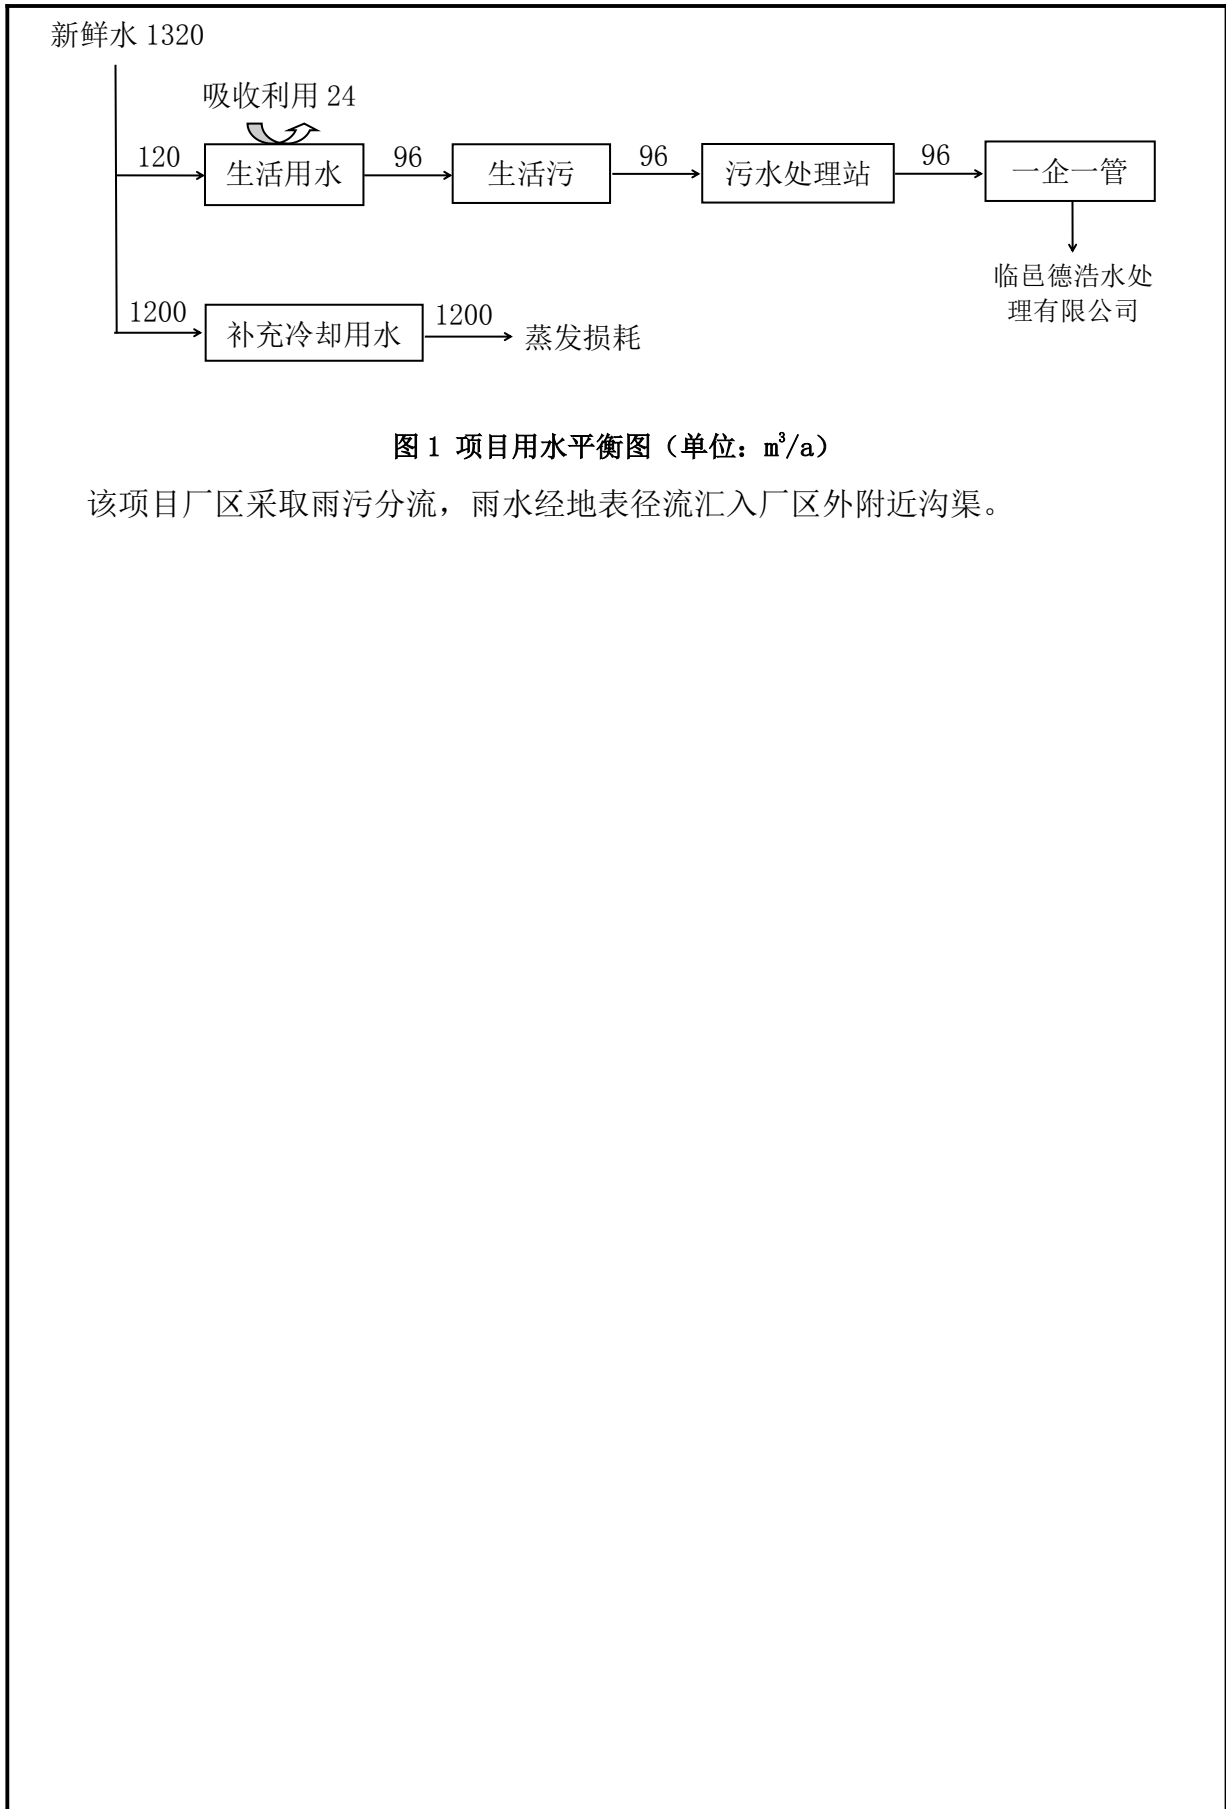 新鲜水 1320
吸收利用 24
120
生活用水
96
生活污
96
污水处理站
96
一企一管
临邑德浩水处
理有限公司
1200
补充冷却用水
1200
蒸发损耗
图 1 项目用水平衡图（单位：m³/a）
该项目厂区采取雨污分流，雨水经地表径流汇入厂区外附近沟渠。